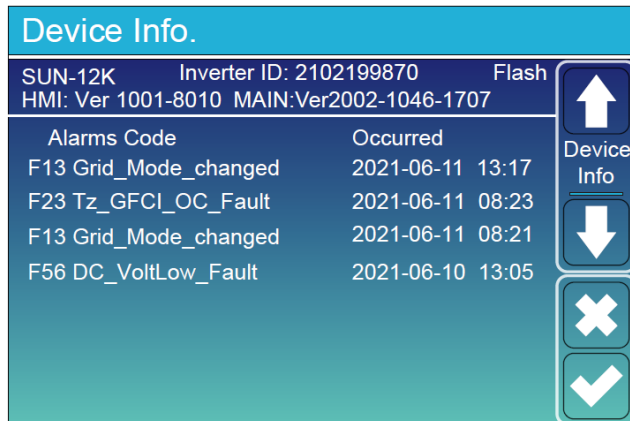 Device Info.
SUN-12K Inverter ID: 2102199870 Flash
HMI: Ver 1001-8010 MAIN:Ver2002-1046-1707
Alarms Code Occurred
F13 Grid_Mode_changed 2021-06-11 13:17
F23 Tz_GFCI_OC_Fault 2021-06-11 08:23
F13 Grid_Mode_changed 2021-06-11 08:21
F56 DC_VoltLow_Fault 2021-06-10 13:05
Device
Info